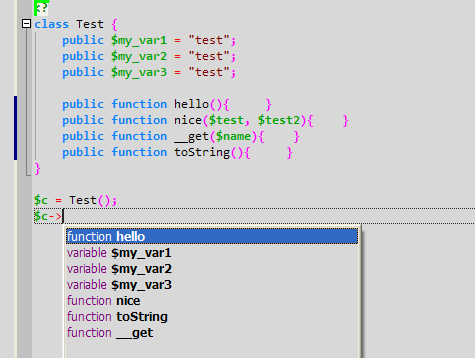 ??
class Test {
public $my_var1 = "test";
public $my_var2 = "test";
public $my_var3 = "test";
public function hello(){ }
public function nice($test, $test2){ }
public function __get($name){ }
public function toString(){ }
}
$c = Test();
$c->
function hello
variable $my_var1
variable $my_var2
variable $my_var3
function nice
function toString
function __get